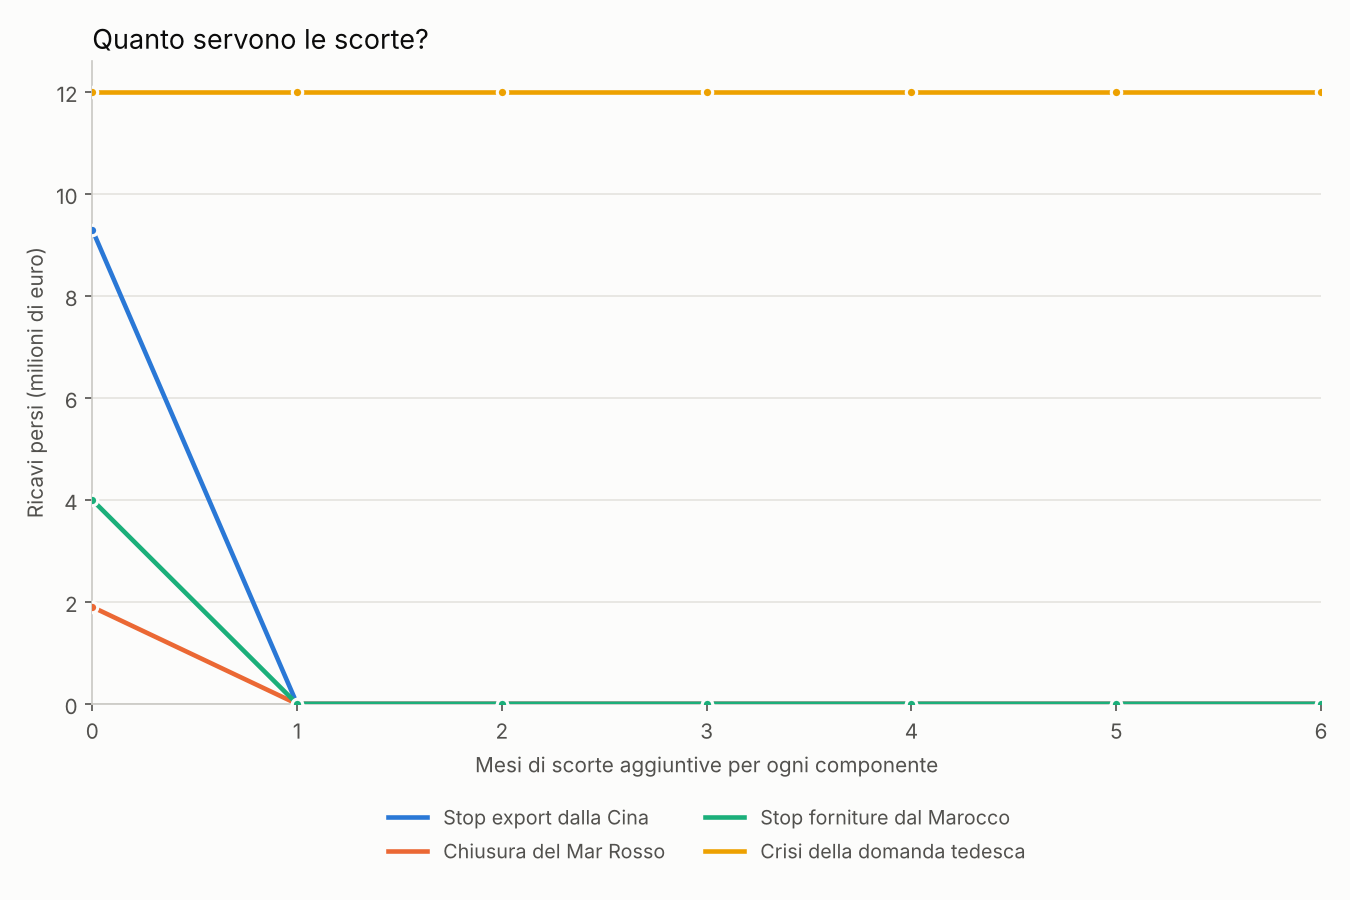 Quanto servono le scorte?
Ricavi persi (milioni di euro)
12
10
8
6
4
2
0
0 1 2 3 4 5 6
Mesi di scorte aggiuntive per ogni componente
Stop export dalla Cina
Stop forniture dal Marocco
Chiusura del Mar Rosso
Crisi della domanda tedesca